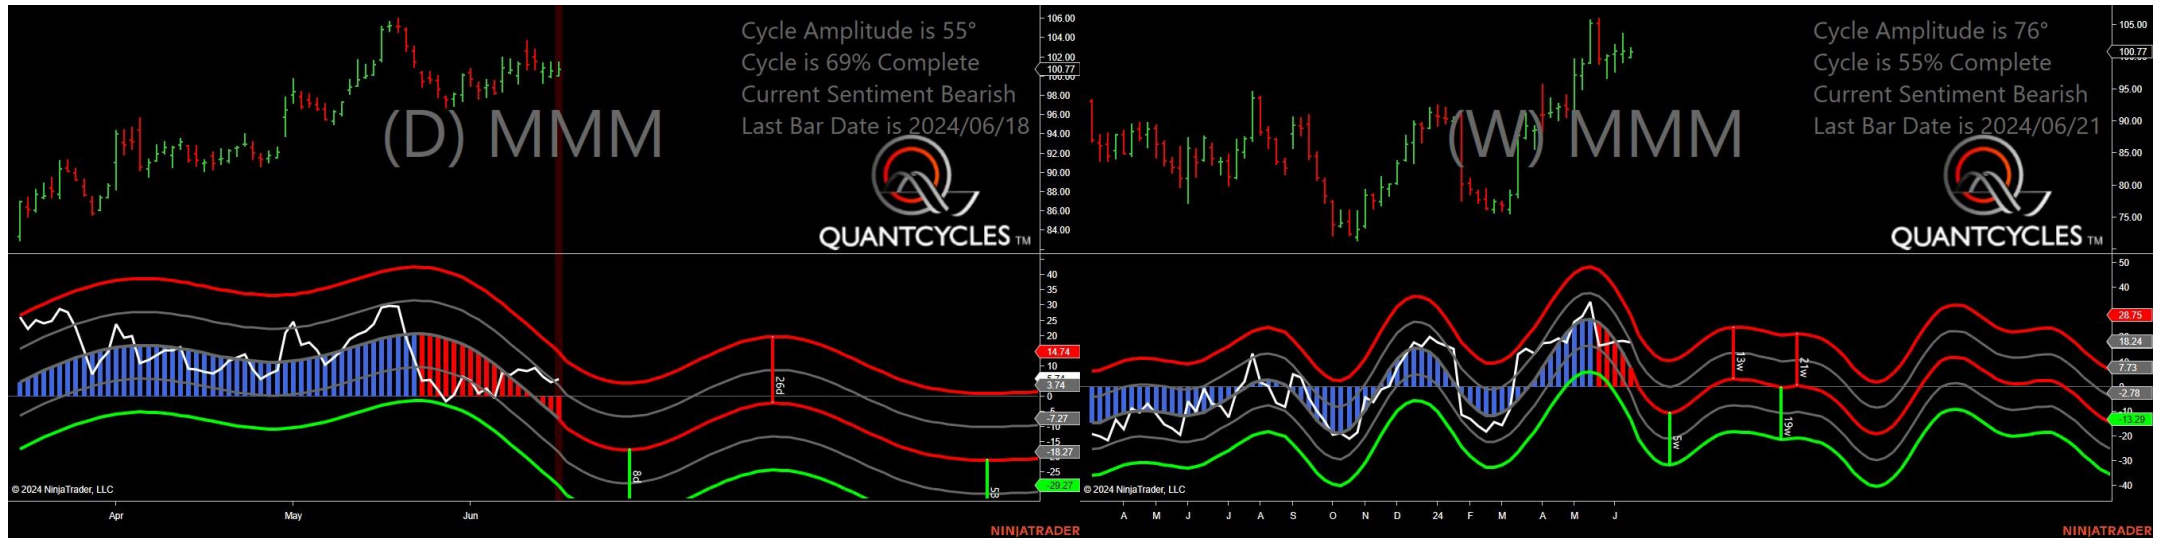 Cycle Amplitude is 55°
Cycle is 69% Complete
Current Sentiment Bearish
Last Bar Date is 2024/06/18
(D) MMM
QUANTCYCLES TM
106.00
104.00
102.00
100.77
100.00
98.00
96.00
94.00
92.00
90.00
88.00
86.00
84.00
40
35
30
25
20
14.74
10
3.74
0
-5
-7.27
-10
-15
-18.27
-25
-29.27
26d
8d
© 2024 NinjaTrader, LLC
Apr
May
Jun
NINJATRADER
Cycle Amplitude is 76°
Cycle is 55% Complete
Current Sentiment Bearish
Last Bar Date is 2024/06/21
(W) MMM
QUANTCYCLES TM
105.00
100.77
95.00
90.00
85.00
80.00
75.00
50
40
28.75
18.24
7.73
-2.78
-10
-13.29
-20
-30
-40
13w
21w
5w
19w
© 2024 NinjaTrader, LLC
A M J J A S O N D 24 F M A M J
NINJATRADER